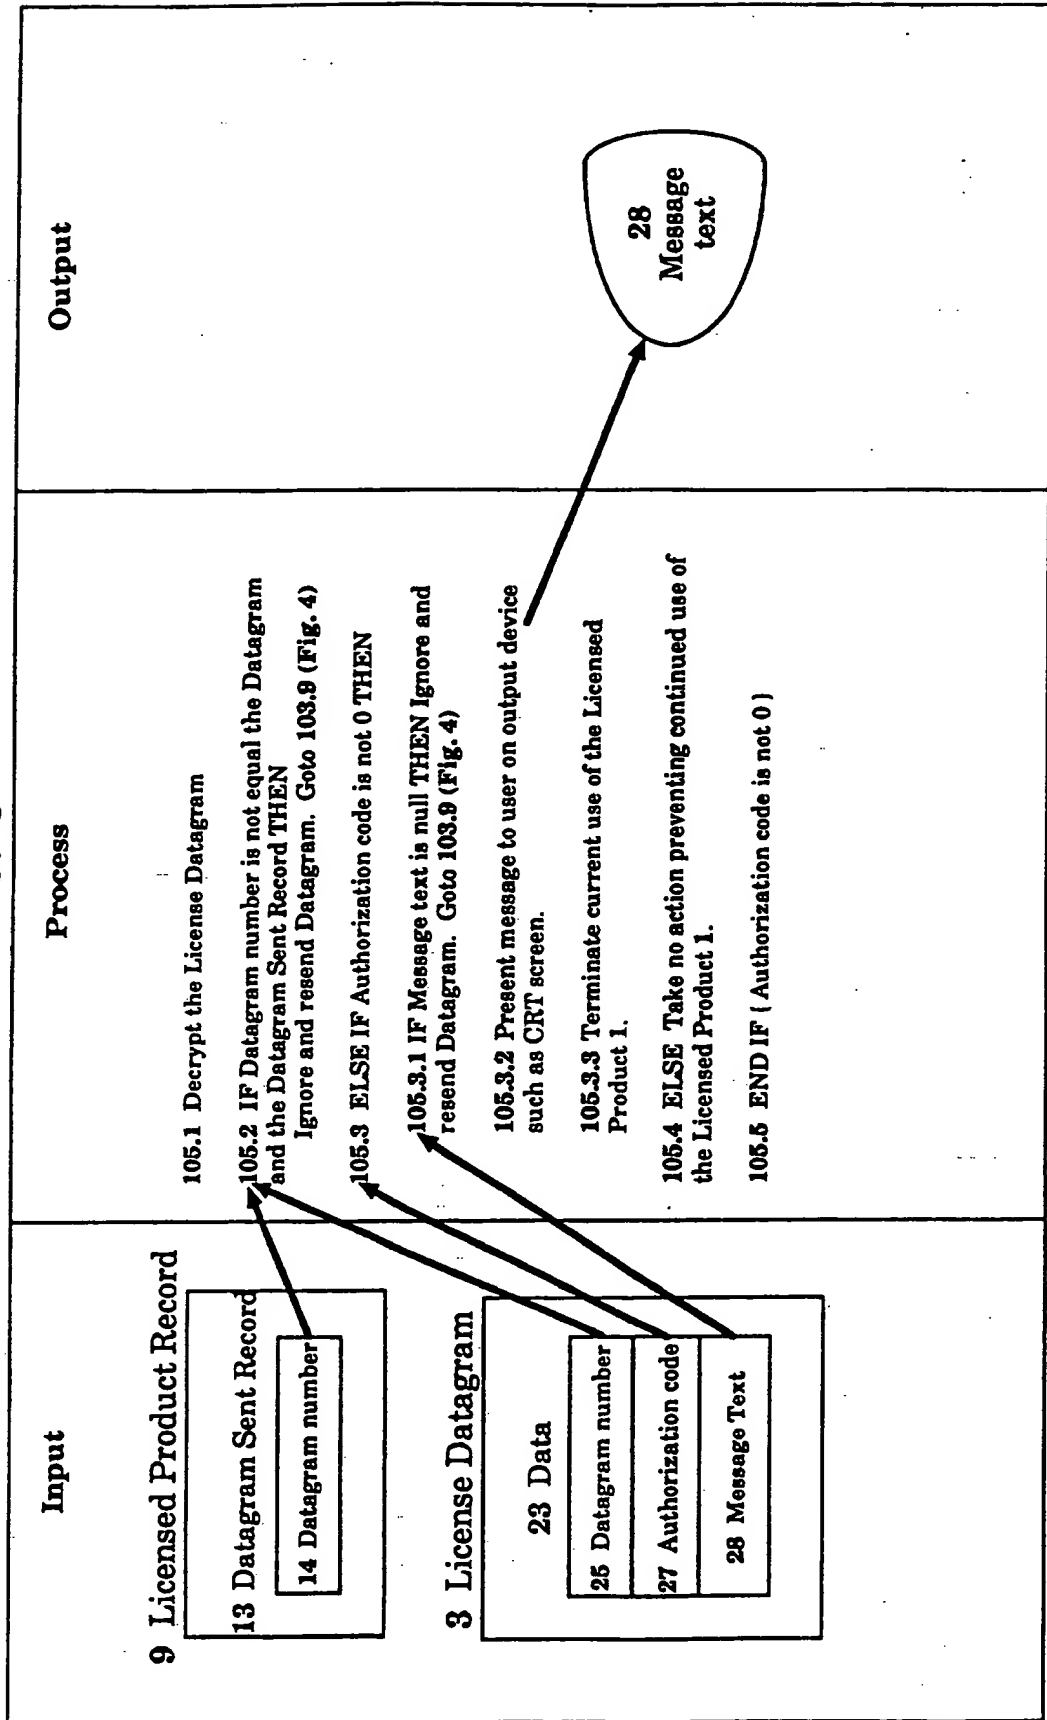 Input
Process
Output
9 Licensed Product Record
13 Datagram Sent Record
14 Datagram number
3 License Datagram
23 Data
25 Datagram number
27 Authorization code
28 Message Text
105.1 Decrypt the License Datagram
105.2 IF Datagram number is not equal the Datagram
and the Datagram Sent Record THEN
Ignore and resend Datagram. Goto 103.9 (Fig. 4)
105.3 ELSE IF Authorization code is not 0 THEN
105.3.1 IF Message text is null THEN Ignore and
resend Datagram. Goto 103.9 (Fig. 4)
105.3.2 Present message to user on output device
such as CRT screen.
105.3.3 Terminate current use of the Licensed
Product 1.
105.4 ELSE Take no action preventing continued use of
the Licensed Product 1.
105.5 END IF ( Authorization code is not 0 )
28
Message
text